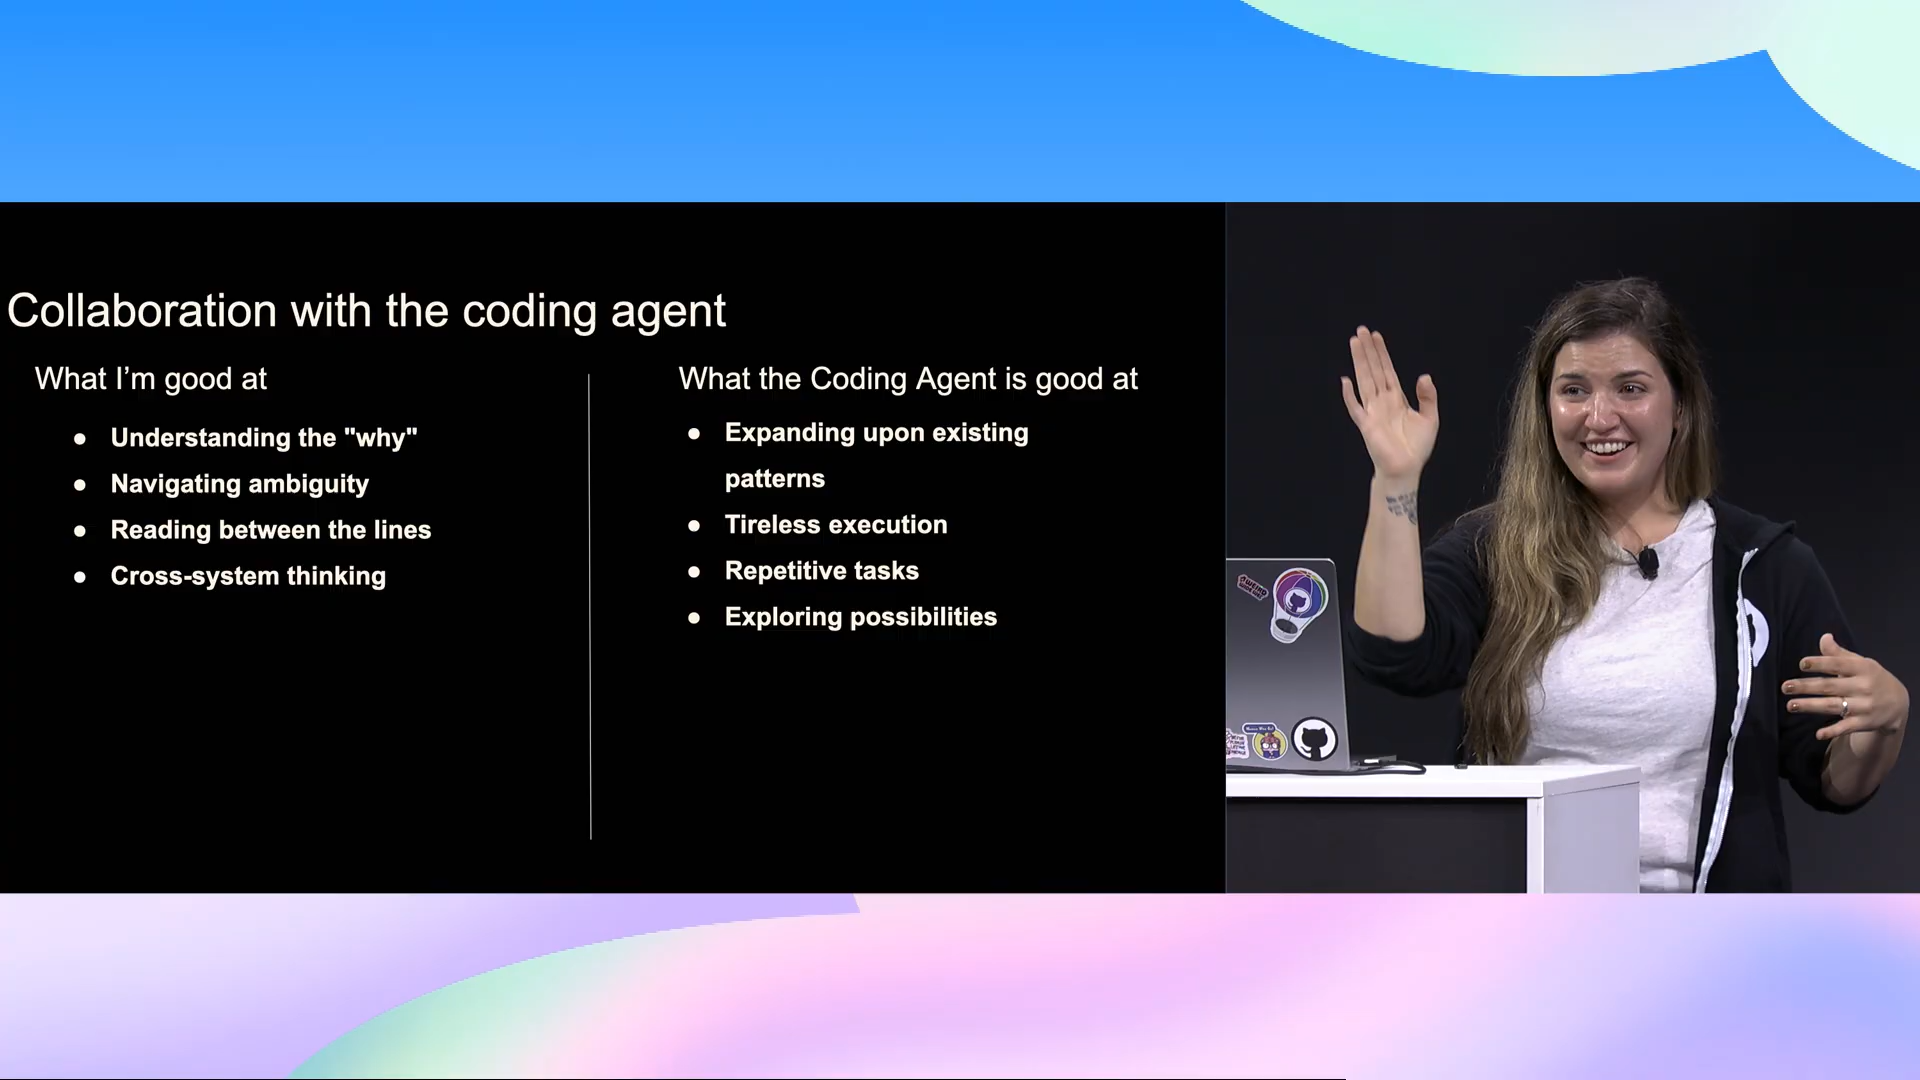 Collaboration with the coding agent
What I’m good at
● Understanding the "why"
● Navigating ambiguity
● Reading between the lines
● Cross-system thinking
What the Coding Agent is good at
● Expanding upon existing
patterns
● Tireless execution
● Repetitive tasks
● Exploring possibilities